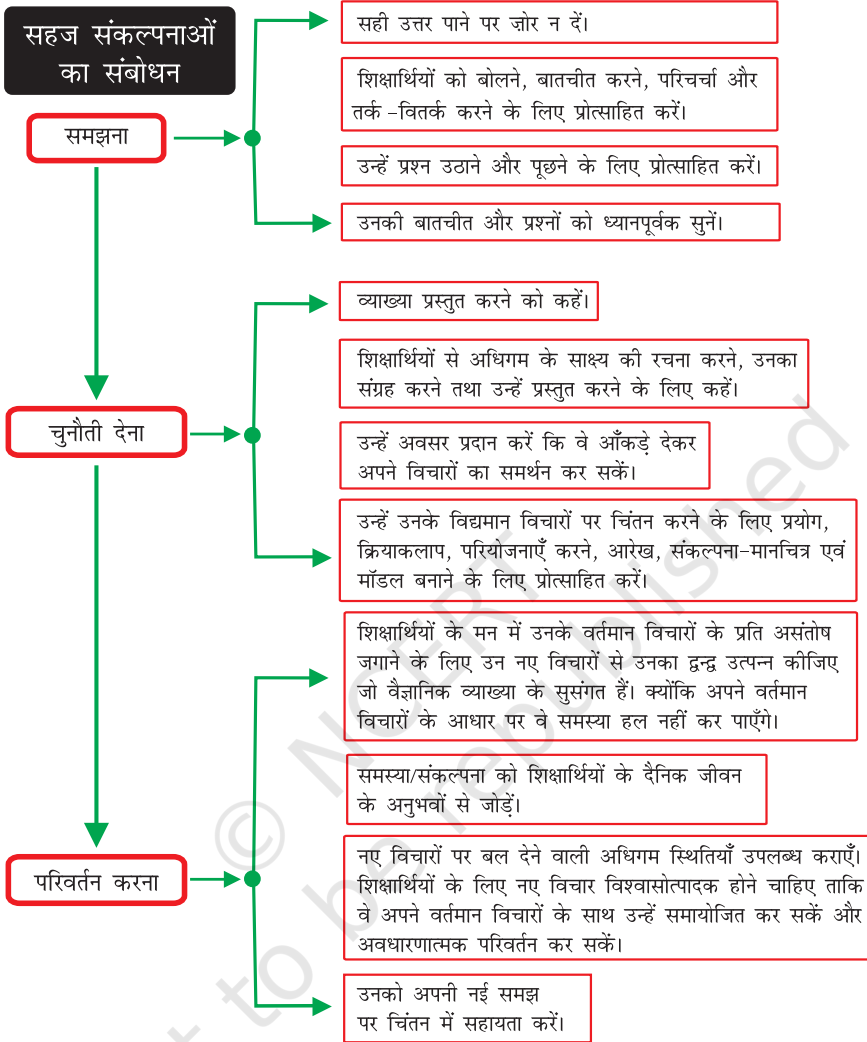 सहज संकल्पनाओं
का संबोधन
समझना
सही उत्तर पाने पर ज़ोर न दें।
शिक्षार्थियों को बोलने, बातचीत करने, परिचर्चा और
तर्क –वितर्क करने के लिए प्रोत्साहित करें।
उन्हें प्रश्न उठाने और पूछने के लिए प्रोत्साहित करें।
उनकी बातचीत और प्रश्नों को ध्यानपूर्वक सुनें।
चुनौती देना
व्याख्या प्रस्तुत करने को कहें।
शिक्षार्थियों से अधिगम के साक्ष्य की रचना करने, उनका
संग्रह करने तथा उन्हें प्रस्तुत करने के लिए कहें।
उन्हें अवसर प्रदान करें कि वे आँकड़े देकर
अपने विचारों का समर्थन कर सकें।
उन्हें उनके विद्यमान विचारों पर चिंतन करने के लिए प्रयोग,
क्रियाकलाप, परियोजनाएँ करने, आरेख, संकल्पना–मानचित्र एवं
मॉडल बनाने के लिए प्रोत्साहित करें।
परिवर्तन करना
शिक्षार्थियों के मन में उनके वर्तमान विचारों के प्रति असंतोष
जगाने के लिए उन नए विचारों से उनका द्वन्द्व उत्पन्न कीजिए
जो वैज्ञानिक व्याख्या के सुसंगत हैं। क्योंकि अपने वर्तमान
विचारों के आधार पर वे समस्या हल नहीं कर पाएँगे।
समस्या/संकल्पना को शिक्षार्थियों के दैनिक जीवन
के अनुभवों से जोड़ें।
नए विचारों पर बल देने वाली अधिगम स्थितियाँ उपलब्ध कराएँ।
शिक्षार्थियों के लिए नए विचार विश्वासोत्पादक होने चाहिए ताकि
वे अपने वर्तमान विचारों के साथ उन्हें समायोजित कर सकें और
अवधारणात्मक परिवर्तन कर सकें।
उनको अपनी नई समझ
पर चिंतन में सहायता करें।
© NCERT
to be republished